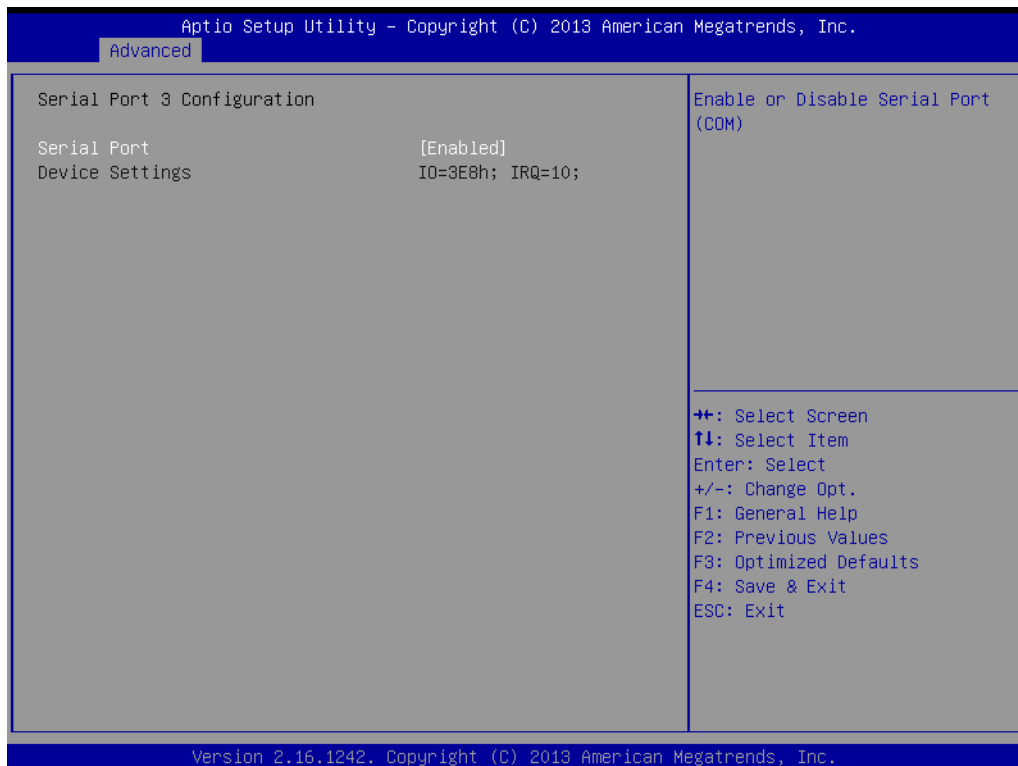 Aptio Setup Utility – Copyright (C) 2013 American Megatrends, Inc.
Advanced
Serial Port 3 Configuration
Serial Port [Enabled]
Device Settings IO=3E8h; IRQ=10;
Enable or Disable Serial Port
(COM)
→←: Select Screen
↑↓: Select Item
Enter: Select
+/-: Change Opt.
F1: General Help
F2: Previous Values
F3: Optimized Defaults
F4: Save & Exit
ESC: Exit
Version 2.16.1242. Copyright (C) 2013 American Megatrends, Inc.